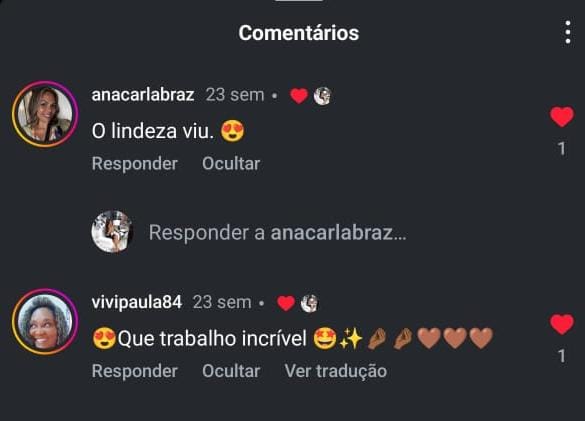 Comentários
anacarlabraz 23 sem •
O lindeza viu. 😍
Responder Ocultar
1
Responder a anacarlabraz...
vivipaula84 23 sem •
😍Que trabalho incrível 🤩✨🤌🏾🤌🏾🤎🤎🤎
Responder Ocultar Ver tradução
1